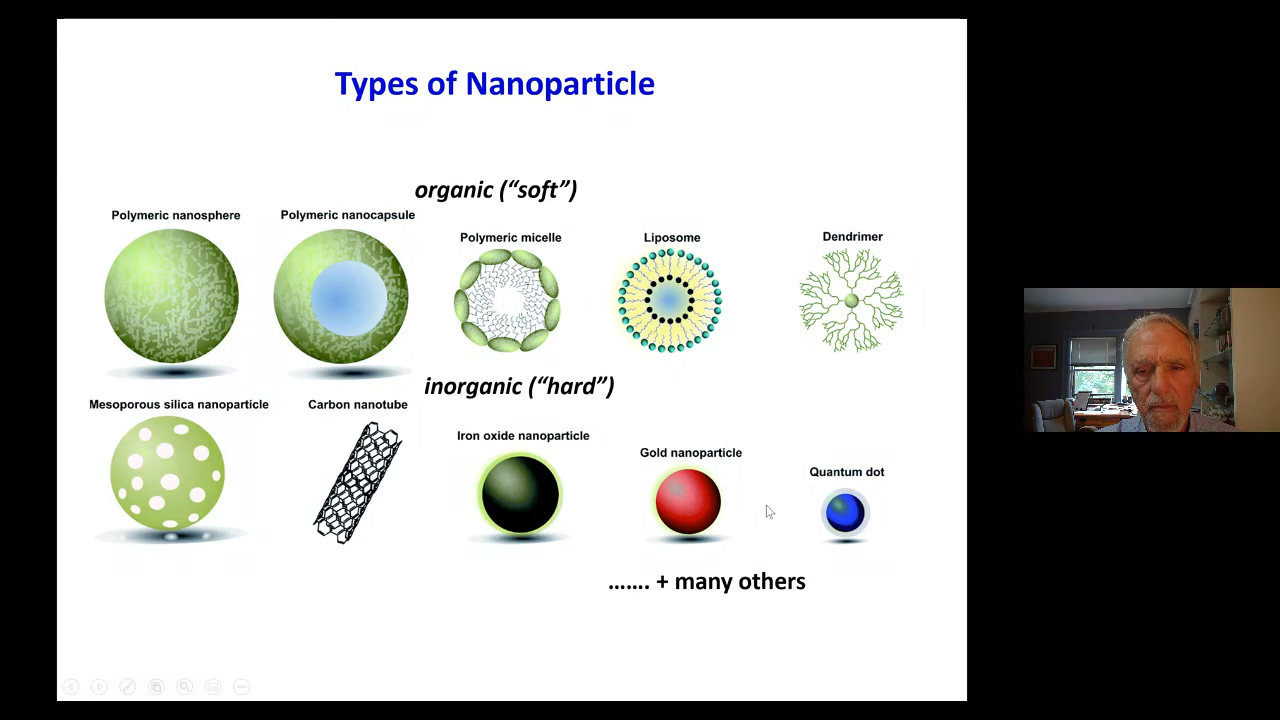 Types of Nanoparticle
organic (“soft”)
Polymeric nanosphere
Polymeric nanocapsule
Polymeric micelle
Liposome
Dendrimer
inorganic (“hard”)
Mesoporous silica nanoparticle
Carbon nanotube
Iron oxide nanoparticle
Gold nanoparticle
Quantum dot
……. + many others